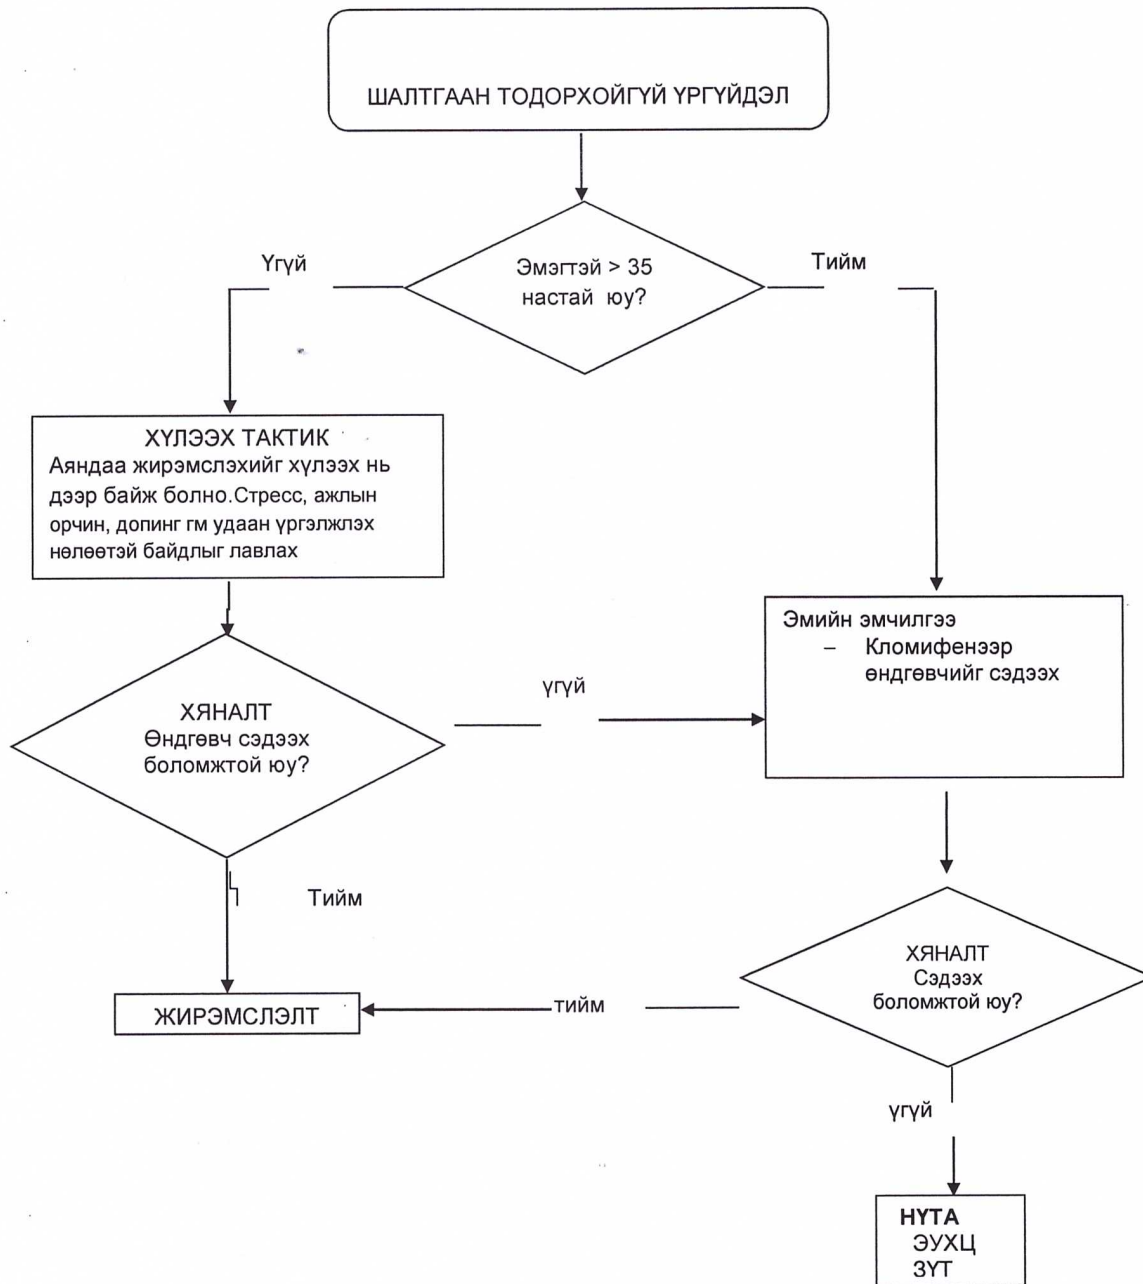 ШАЛТГААН ТОДОРХОЙГҮЙ ҮРГҮЙДЭЛ
Эмэгтэй > 35
настай юу?
Үгүй
Тийм
ХҮЛЭЭХ ТАКТИК
Аяндаа жирэмслэхийг хүлээх нь
дээр байж болно.Стресс, ажлын
орчин, допинг гм удаан үргэлжлэх
нөлөөтэй байдлыг лавлах
Эмийн эмчилгээ
– Кломифенээр
өндгөвчийг сэдээх
үгүй
ХЯНАЛТ
Өндгөвч сэдээх
боломжтой юу?
Тийм
ХЯНАЛТ
Сэдээх
боломжтой юу?
ЖИРЭМСЛЭЛТ
тийм
үгүй
НҮТА
ЭУХЦ
ЗҮТ